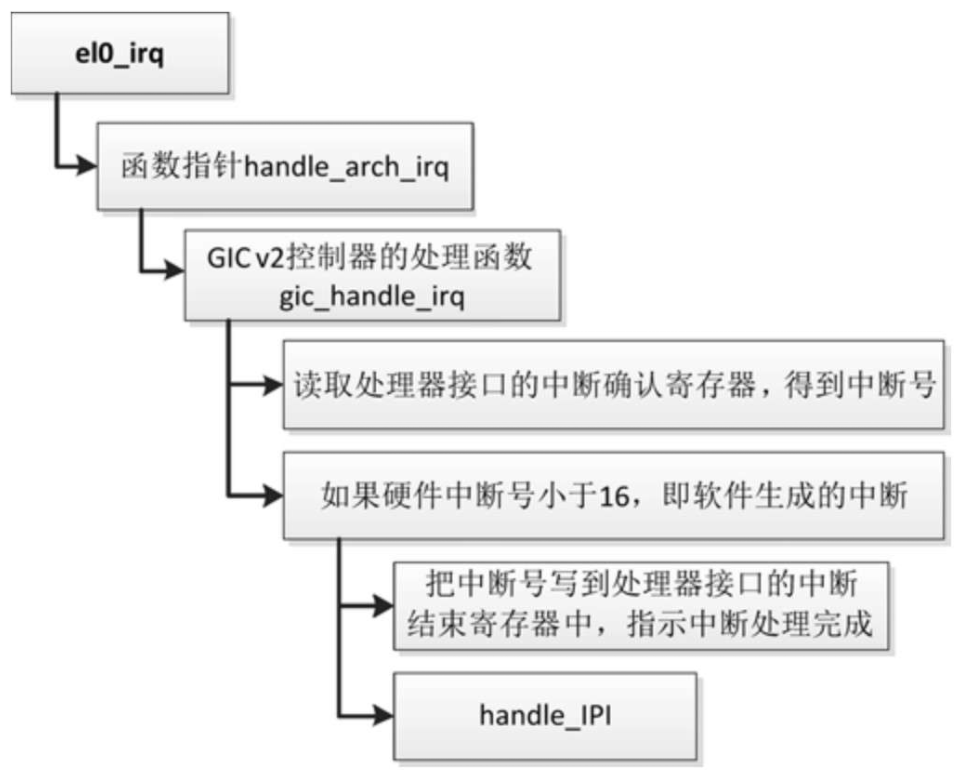 el0_irq
函数指针handle_arch_irq
GIC v2控制器的处理函数
gic_handle_irq
读取处理器接口的中断确认寄存器，得到中断号
如果硬件中断号小于16，即软件生成的中断
把中断号写到处理器接口的中断
结束寄存器中，指示中断处理完成
handle_IPI